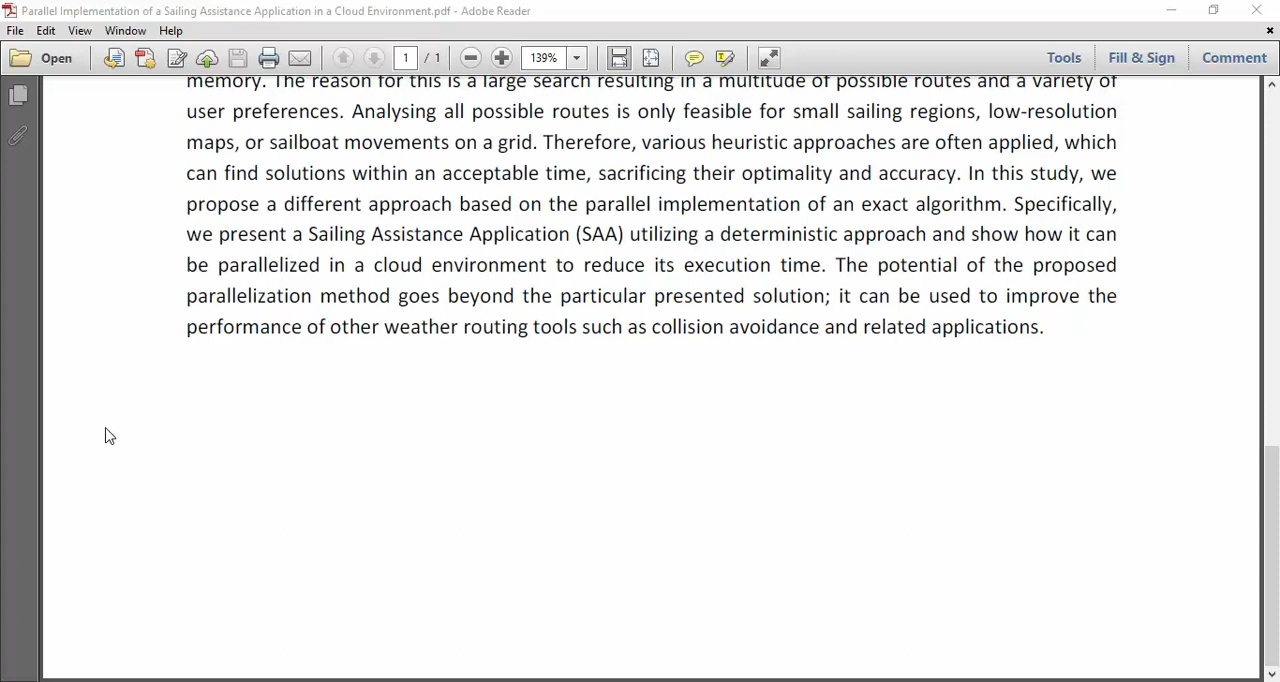 Parallel Implementation of a Sailing Assistance Application in a Cloud Environment.pdf - Adobe Reader
File Edit View Window Help
Open 1 / 1 139% Tools Fill & Sign Comment
memory. The reason for this is a large search resulting in a multitude of possible routes and a variety of
user preferences. Analysing all possible routes is only feasible for small sailing regions, low-resolution
maps, or sailboat movements on a grid. Therefore, various heuristic approaches are often applied, which
can find solutions within an acceptable time, sacrificing their optimality and accuracy. In this study, we
propose a different approach based on the parallel implementation of an exact algorithm. Specifically,
we present a Sailing Assistance Application (SAA) utilizing a deterministic approach and show how it can
be parallelized in a cloud environment to reduce its execution time. The potential of the proposed
parallelization method goes beyond the particular presented solution; it can be used to improve the
performance of other weather routing tools such as collision avoidance and related applications.